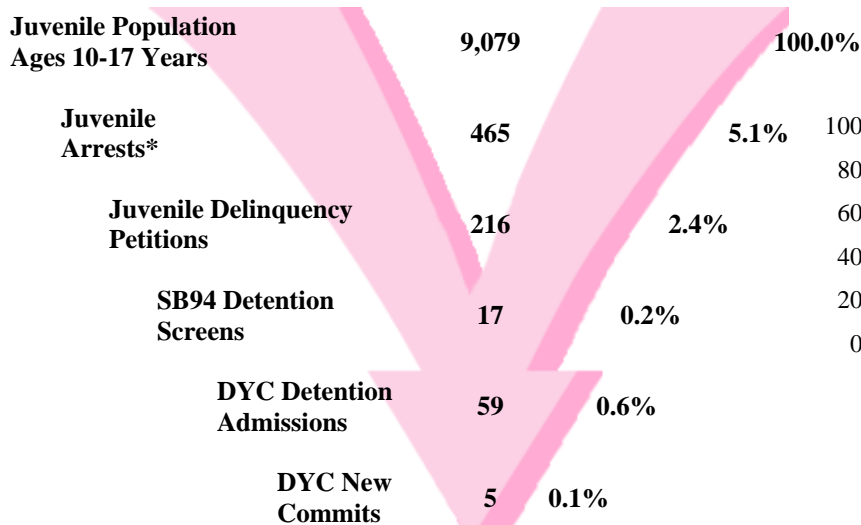 Juvenile Population
Ages 10-17 Years
9,079
100.0%
Juvenile
Arrests*
465
5.1%
100
80
60
40
20
0
Juvenile Delinquency
Petitions
216
2.4%
SB94 Detention
Screens
17
0.2%
DYC Detention
Admissions
59
0.6%
DYC New
Commits
5
0.1%